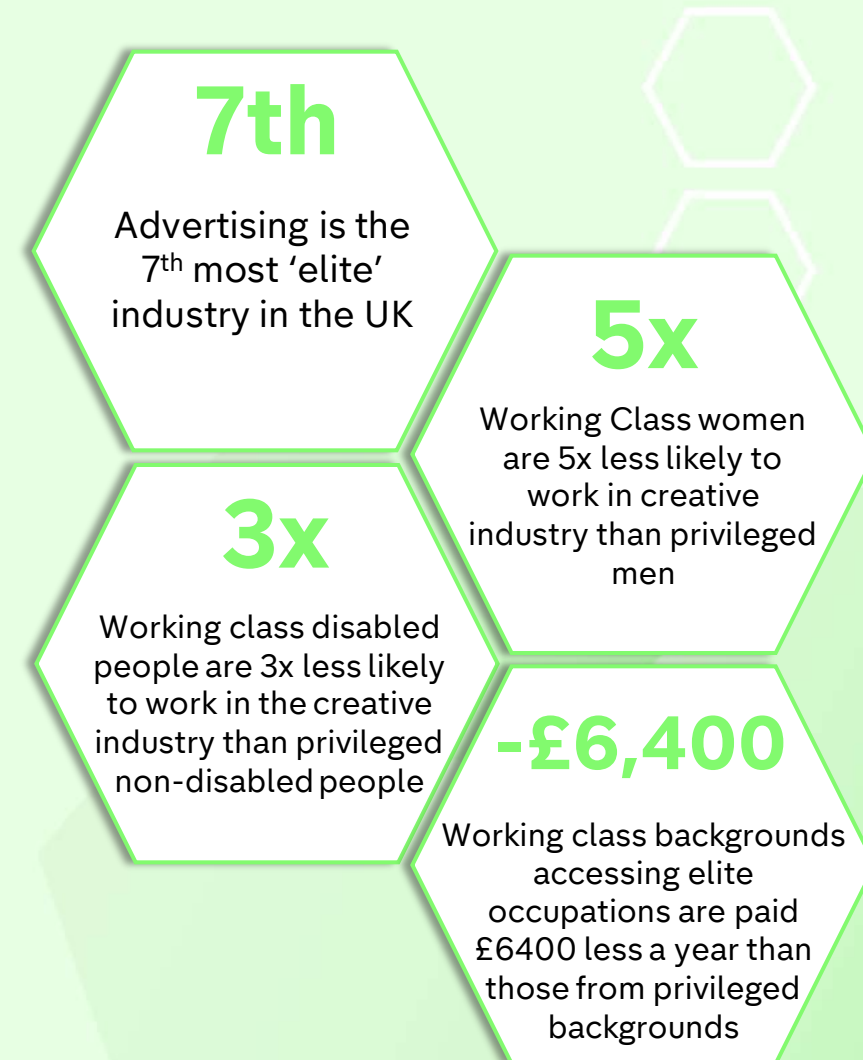 7th
Advertising is the
7th most ‘elite’
industry in the UK
5x
Working Class women
are 5x less likely to
work in creative
industry than privileged
men
3x
Working class disabled
people are 3x less likely
to work in the creative
industry than privileged
non-disabled people
-£6,400
Working class backgrounds
accessing elite
occupations are paid
£6400 less a year than
those from privileged
backgrounds